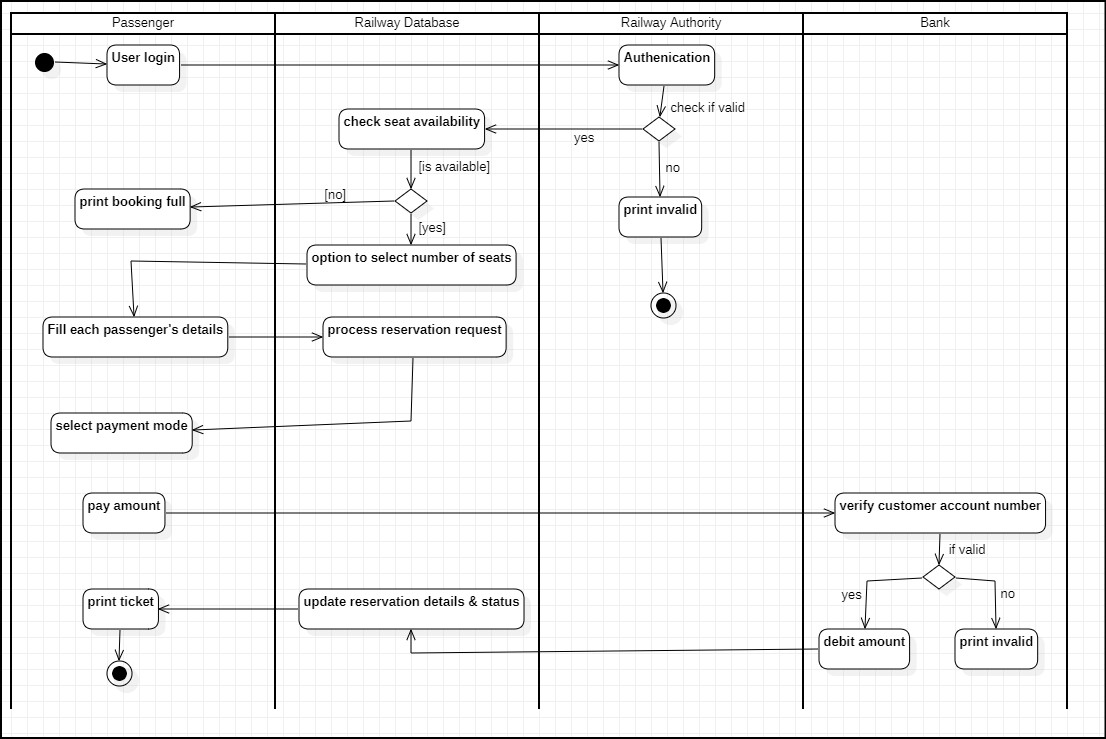 Passenger
Railway Database
Railway Authority
Bank
User login
Authenication
check if valid
check seat availability
yes
[is available]
no
print booking full
[no]
print invalid
[yes]
option to select number of seats
Fill each passenger's details
process reservation request
select payment mode
pay amount
verify customer account number
if valid
yes
no
print ticket
update reservation details & status
debit amount
print invalid